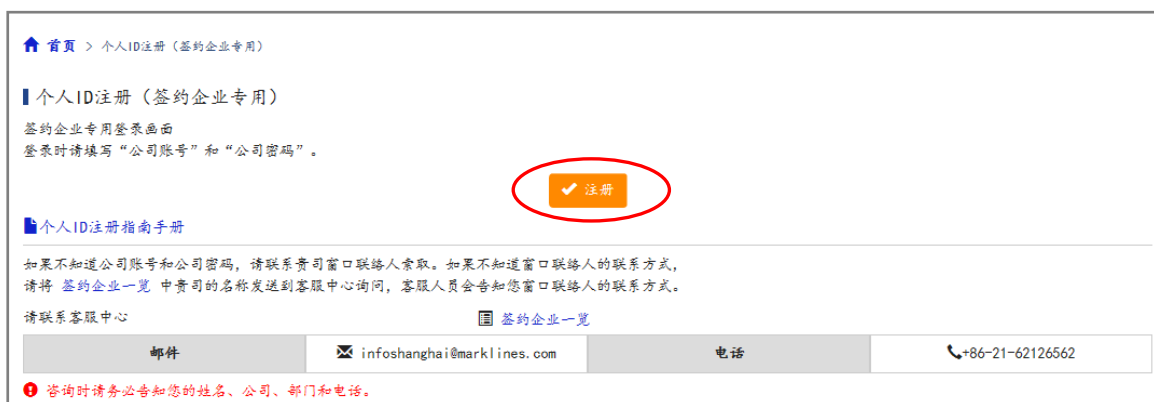 首页 > 个人ID注册（签约企业专用）
个人ID注册（签约企业专用）
签约企业专用登录画面
登录时请填写“公司账号”和“公司密码”。
注册
个人ID注册指南手册
如果不知道公司账号和公司密码，请联系贵司窗口联络人索取。如果不知道窗口联络人的联系方式，
请将 签约企业一览 中贵司的名称发送到客服中心询问，客服人员会告知您窗口联络人的联系方式。
请联系客服中心 签约企业一览
邮件 infoshanghai@marklines.com 电话 +86-21-62126562
咨询时请务必告知您的姓名、公司、部门和电话。